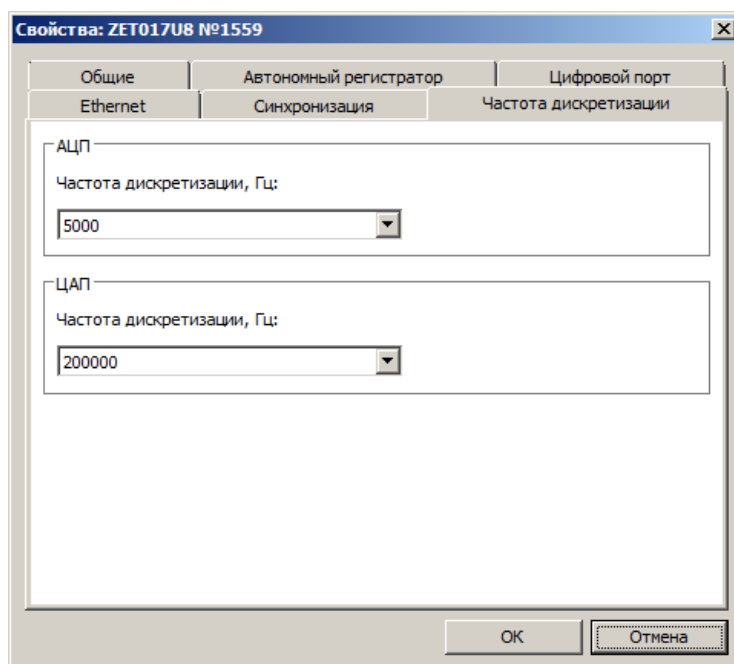 Свойства: ZET017U8 №1559
Общие
Автономный регистратор
Цифровой порт
Ethernet
Синхронизация
Частота дискретизации
АЦП
Частота дискретизации, Гц:
5000
ЦАП
Частота дискретизации, Гц:
200000
OK
Отмена